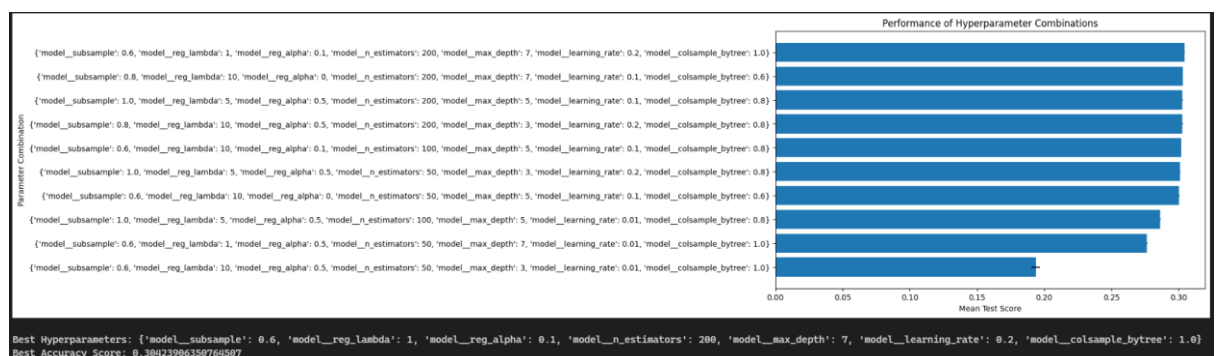 Performance of Hyperparameter Combinations
Parameter Combination
{'model__subsample': 0.6, 'model__reg_lambda': 1, 'model__reg_alpha': 0.1, 'model__n_estimators': 200, 'model__max_depth': 7, 'model__learning_rate': 0.2, 'model__colsample_bytree': 1.0}
{'model__subsample': 0.8, 'model__reg_lambda': 10, 'model__reg_alpha': 0, 'model__n_estimators': 200, 'model__max_depth': 7, 'model__learning_rate': 0.1, 'model__colsample_bytree': 0.6}
{'model__subsample': 1.0, 'model__reg_lambda': 5, 'model__reg_alpha': 0.5, 'model__n_estimators': 200, 'model__max_depth': 5, 'model__learning_rate': 0.1, 'model__colsample_bytree': 0.8}
{'model__subsample': 0.8, 'model__reg_lambda': 10, 'model__reg_alpha': 0.5, 'model__n_estimators': 200, 'model__max_depth': 3, 'model__learning_rate': 0.2, 'model__colsample_bytree': 0.8}
{'model__subsample': 0.6, 'model__reg_lambda': 10, 'model__reg_alpha': 0.1, 'model__n_estimators': 100, 'model__max_depth': 5, 'model__learning_rate': 0.1, 'model__colsample_bytree': 0.8}
{'model__subsample': 1.0, 'model__reg_lambda': 5, 'model__reg_alpha': 0.5, 'model__n_estimators': 50, 'model__max_depth': 3, 'model__learning_rate': 0.2, 'model__colsample_bytree': 0.8}
{'model__subsample': 0.6, 'model__reg_lambda': 10, 'model__reg_alpha': 0, 'model__n_estimators': 50, 'model__max_depth': 5, 'model__learning_rate': 0.1, 'model__colsample_bytree': 0.6}
{'model__subsample': 1.0, 'model__reg_lambda': 5, 'model__reg_alpha': 0.5, 'model__n_estimators': 100, 'model__max_depth': 5, 'model__learning_rate': 0.01, 'model__colsample_bytree': 0.8}
{'model__subsample': 0.6, 'model__reg_lambda': 1, 'model__reg_alpha': 0.5, 'model__n_estimators': 50, 'model__max_depth': 7, 'model__learning_rate': 0.01, 'model__colsample_bytree': 1.0}
{'model__subsample': 0.6, 'model__reg_lambda': 10, 'model__reg_alpha': 0.5, 'model__n_estimators': 50, 'model__max_depth': 3, 'model__learning_rate': 0.01, 'model__colsample_bytree': 1.0}
0.00 0.05 0.10 0.15 0.20 0.25 0.30
Mean Test Score
Best Hyperparameters: {'model__subsample': 0.6, 'model__reg_lambda': 1, 'model__reg_alpha': 0.1, 'model__n_estimators': 200, 'model__max_depth': 7, 'model__learning_rate': 0.2, 'model__colsample_bytree': 1.0}
Best Accuracy Score: 0.30423906350764507